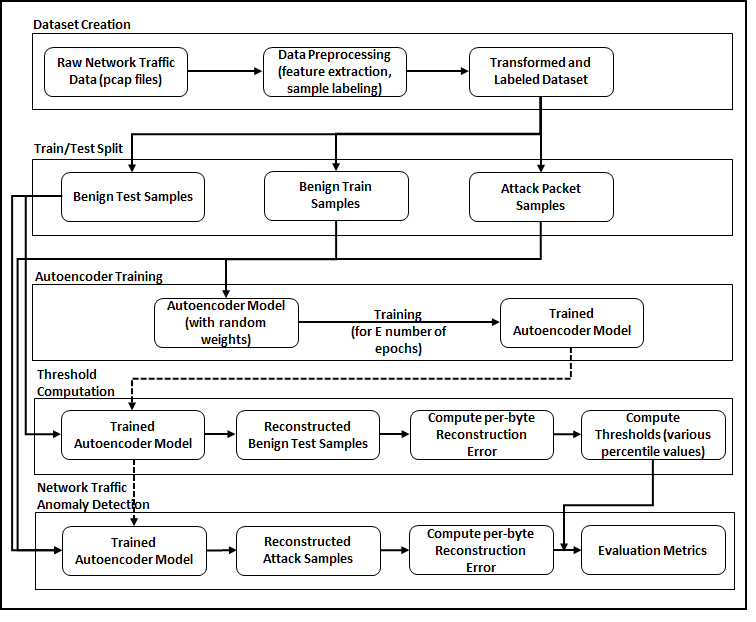 Dataset Creation
Raw Network Traffic
Data (pcap files)
Data Preprocessing
(feature extraction,
sample labeling)
Transformed and
Labeled Dataset
Train/Test Split
Benign Test Samples
Benign Train
Samples
Attack Packet
Samples
Autoencoder Training
Autoencoder Model
(with random
weights)
Training
(for E number of
epochs)
Trained
Autoencoder Model
Threshold
Computation
Trained
Autoencoder Model
Reconstructed
Benign Test Samples
Compute per-byte
Reconstruction
Error
Compute
Thresholds (various
percentile values)
Network Traffic
Anomaly Detection
Trained
Autoencoder Model
Reconstructed
Attack Samples
Compute per-byte
Reconstruction
Error
Evaluation Metrics